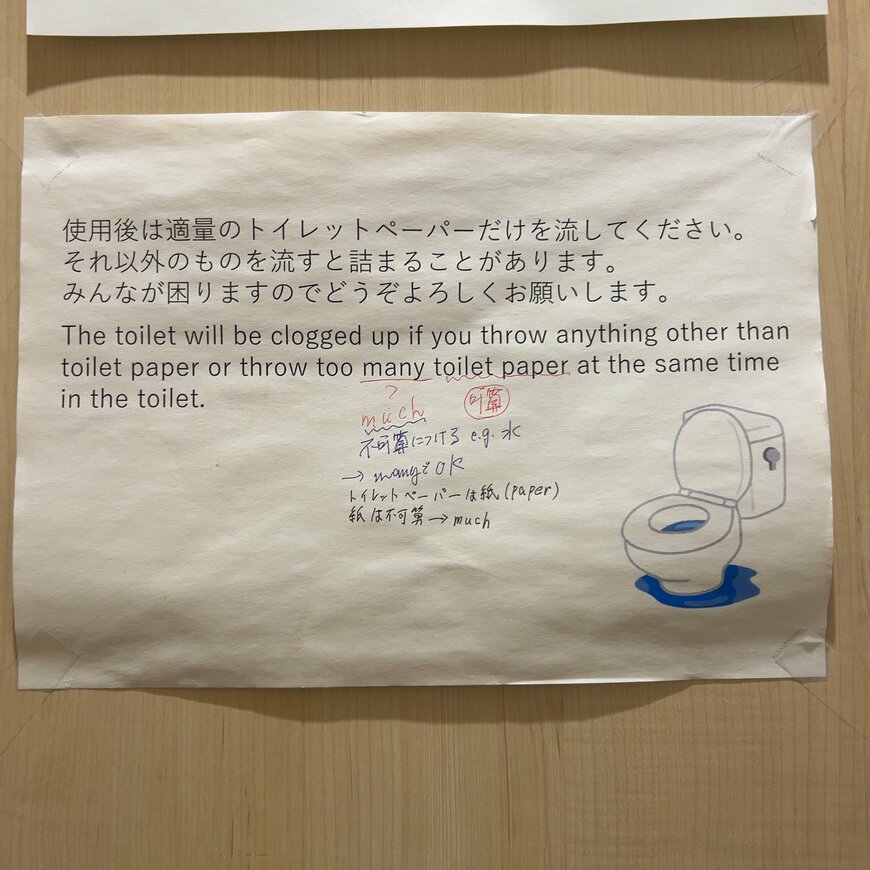 使用後は適量のトイレットペーパーだけを流してください。
それ以外のものを流すと詰まることがあります。
みんなが困りますのでどうぞよろしくお願いします。
The toilet will be clogged up if you throw anything other than
toilet paper or throw too many toilet paper at the same time
in the toilet.
?
much 可算
不可算につける e.g. 水
→ manyでOK
トイレットペーパーは紙(paper)
紙は不可算→much